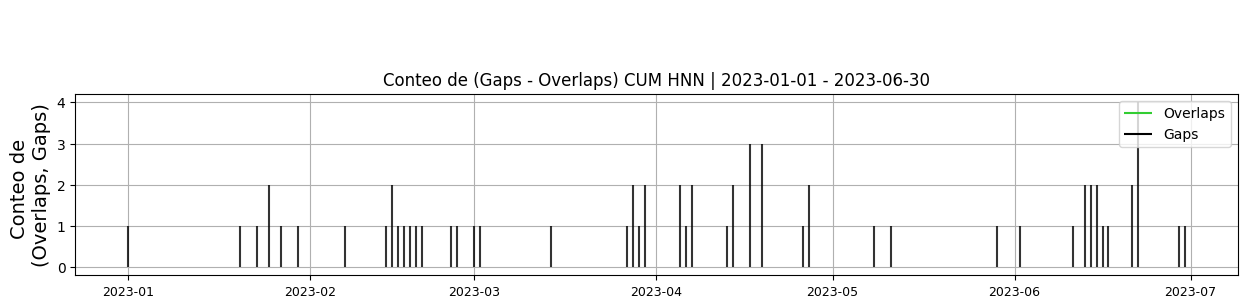 Conteo de (Gaps - Overlaps) CUM HNN | 2023-01-01 - 2023-06-30
Conteo de
(Overlaps, Gaps)
4
3
2
1
0
Overlaps
Gaps
2023-01
2023-02
2023-03
2023-04
2023-05
2023-06
2023-07